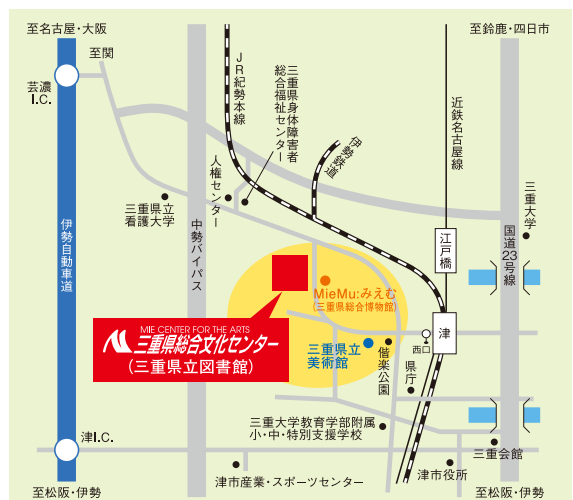 至名古屋・大阪
至鈴鹿・四日市
至関
芸濃
I.C.
JR紀勢本線
三重県身体障害者
総合福祉センター
伊勢鉄道
近鉄名古屋線
人権センター
三重県立
看護大学
三重大学
江戸橋
国道23号線
伊勢自動車道
中勢バイパス
MieMu:みえむ
(三重県総合博物館)
MIE CENTER FOR THE ARTS
三重県総合文化センター
(三重県立図書館)
三重県立
美術館
偕楽公園
津
西口
県庁
三重大学教育学部附属
小・中・特別支援学校
津I.C.
三重会館
津市産業・スポーツセンター
津市役所
至松阪・伊勢
至松阪・伊勢